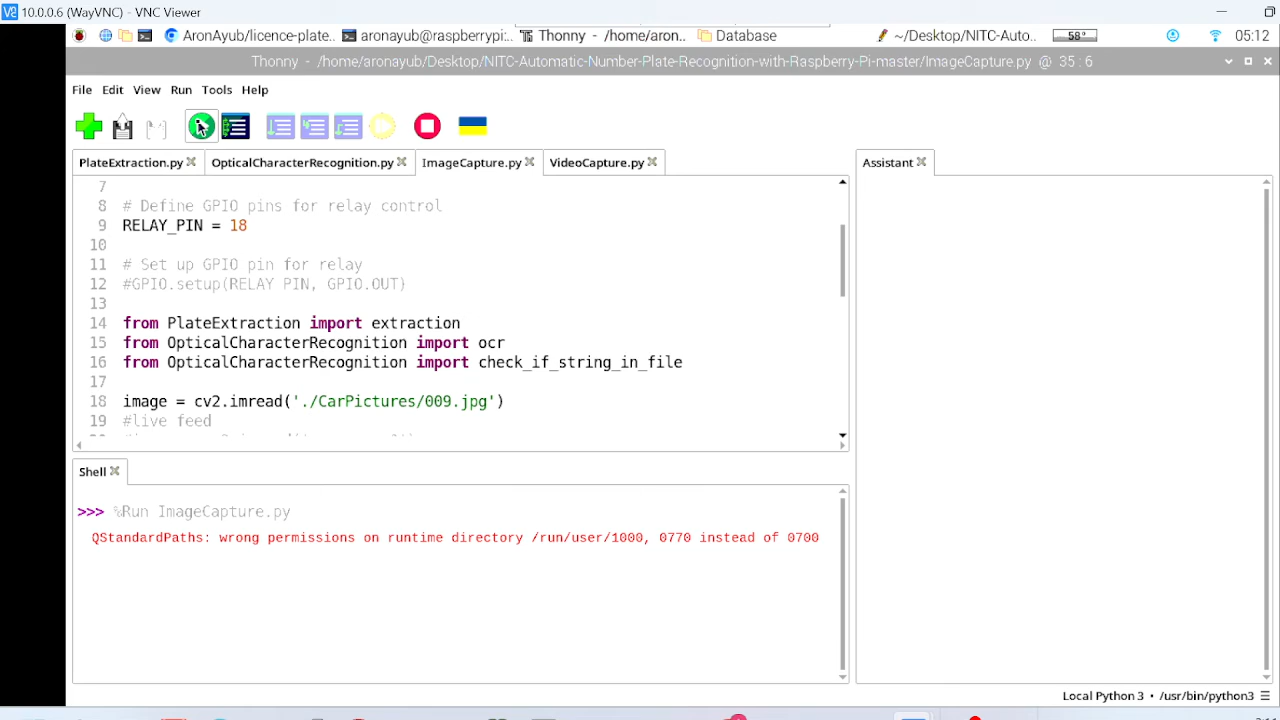 10.0.0.6 (WayVNC) - VNC Viewer
AronAyub/licence-plate.. aronayub@raspberrypi:.. Thonny - /home/aron.. Database ~/Desktop/NITC-Auto.. 58° 05:12
Thonny - /home/aronayub/Desktop/NITC-Automatic-Number-Plate-Recognition-with-Raspberry-Pi-master/ImageCapture.py @ 35:6
File Edit View Run Tools Help
PlateExtraction.py OpticalCharacterRecognition.py ImageCapture.py VideoCapture.py Assistant
7
8 # Define GPIO pins for relay control
9 RELAY_PIN = 18
10
11 # Set up GPIO pin for relay
12 #GPIO.setup(RELAY PIN, GPIO.OUT)
13
14 from PlateExtraction import extraction
15 from OpticalCharacterRecognition import ocr
16 from OpticalCharacterRecognition import check_if_string_in_file
17
18 image = cv2.imread('./CarPictures/009.jpg')
19 #live feed
Shell
>>> %Run ImageCapture.py
QStandardPaths: wrong permissions on runtime directory /run/user/1000, 0770 instead of 0700
Local Python 3 • /usr/bin/python3